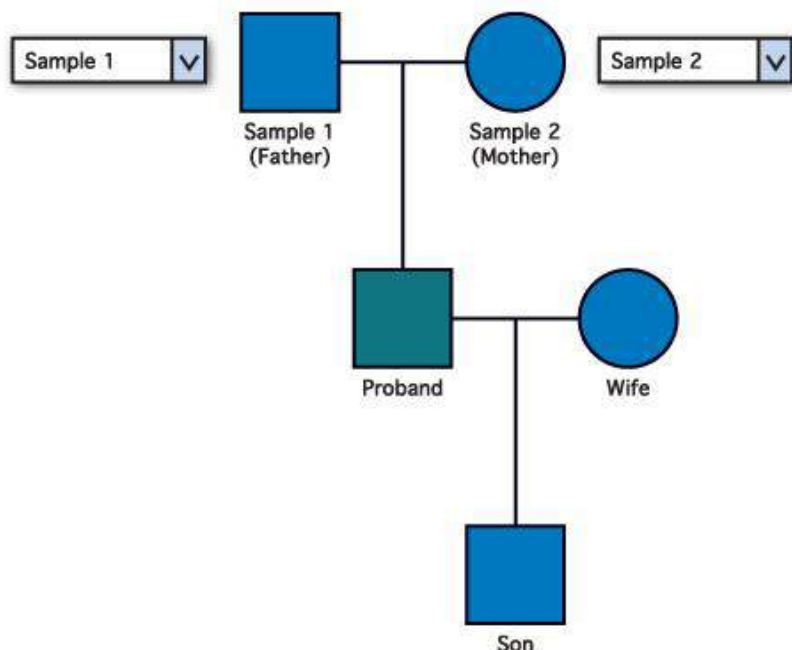 Sample 1
Sample 2
Sample 1
(Father)
Sample 2
(Mother)
Proband
Wife
Son